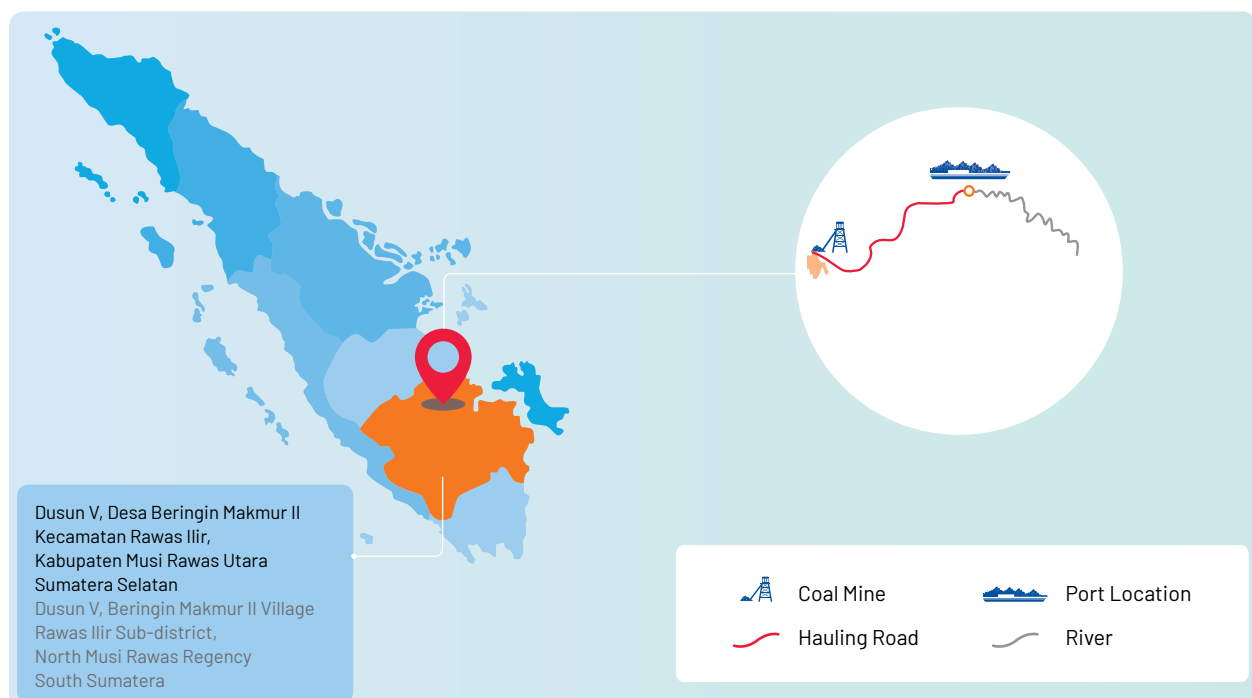 Dusun V, Desa Beringin Makmur II
Kecamatan Rawas Ilir,
Kabupaten Musi Rawas Utara
Sumatera Selatan
Dusun V, Beringin Makmur II Village
Rawas Ilir Sub-district,
North Musi Rawas Regency
South Sumatera
Coal Mine
Port Location
Hauling Road
River